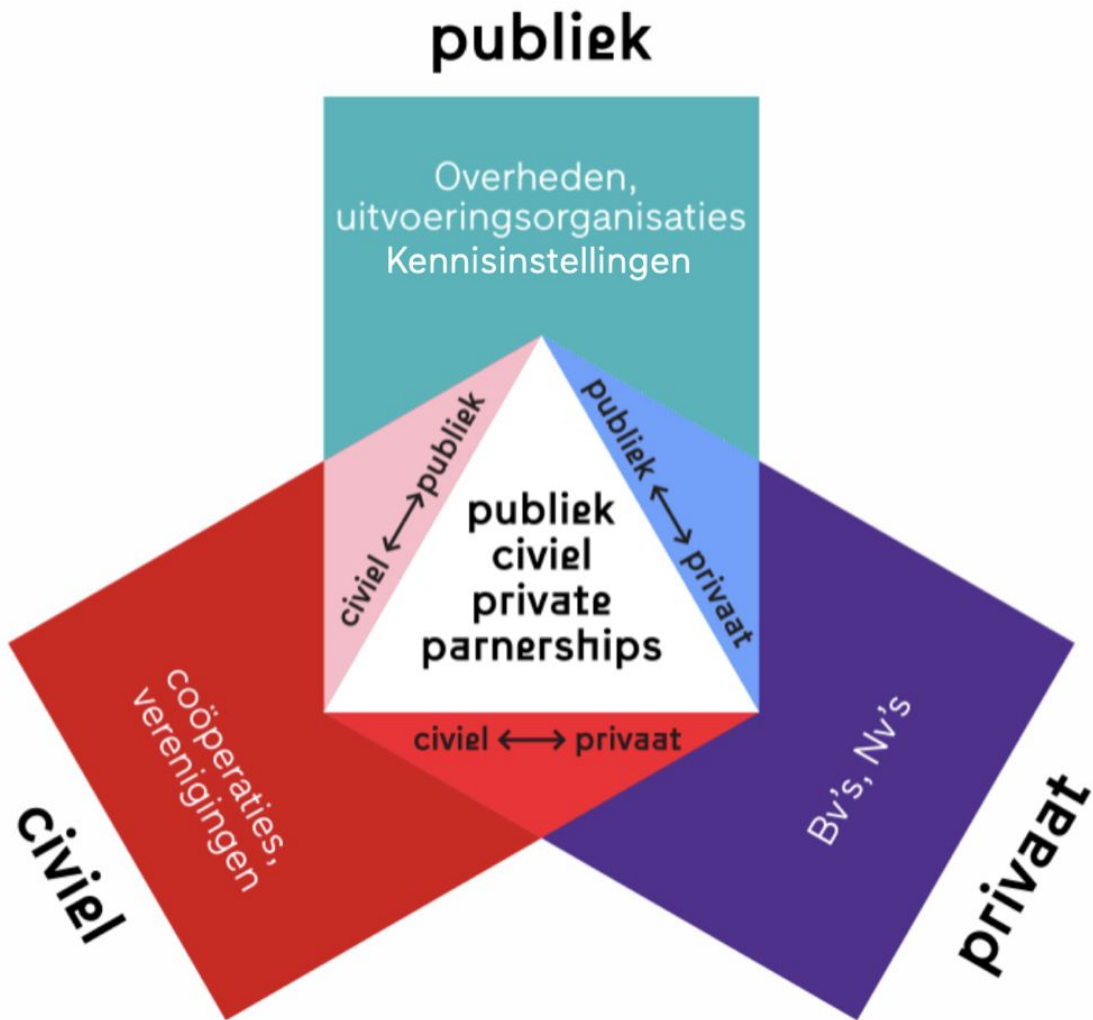 publiek
Overheden,
uitvoeringsorganisaties
Kennisinstellingen
civiel ↔ publiek
publiek ↔ privaat
publiek
civiel
private
parnerships
civiel ↔ privaat
coöperaties,
verenigingen
Bv's, Nv's
civiel
privaat